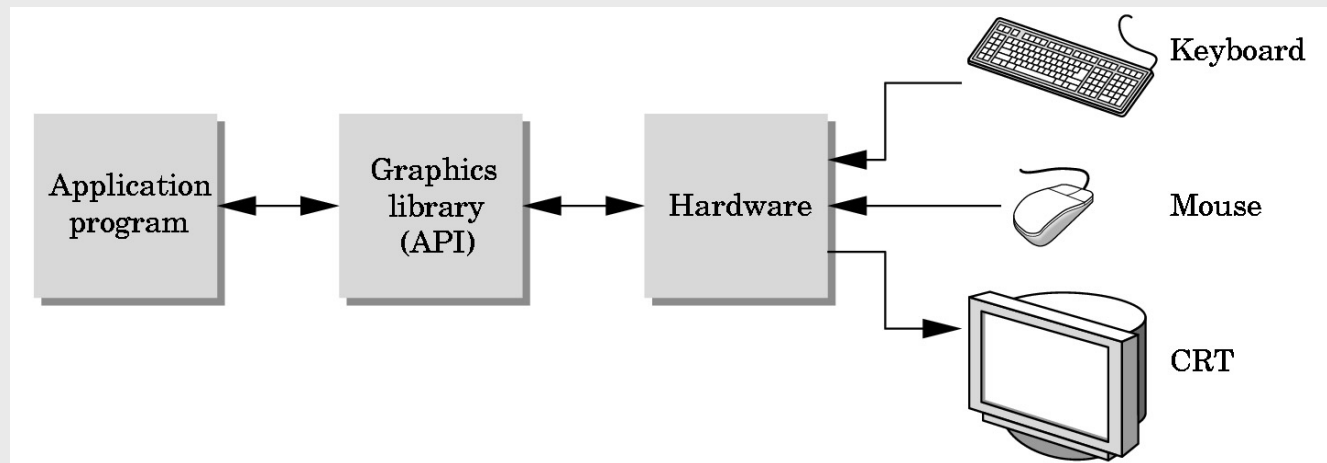 Application
program
Graphics
library
(API)
Hardware
Keyboard
Mouse
CRT